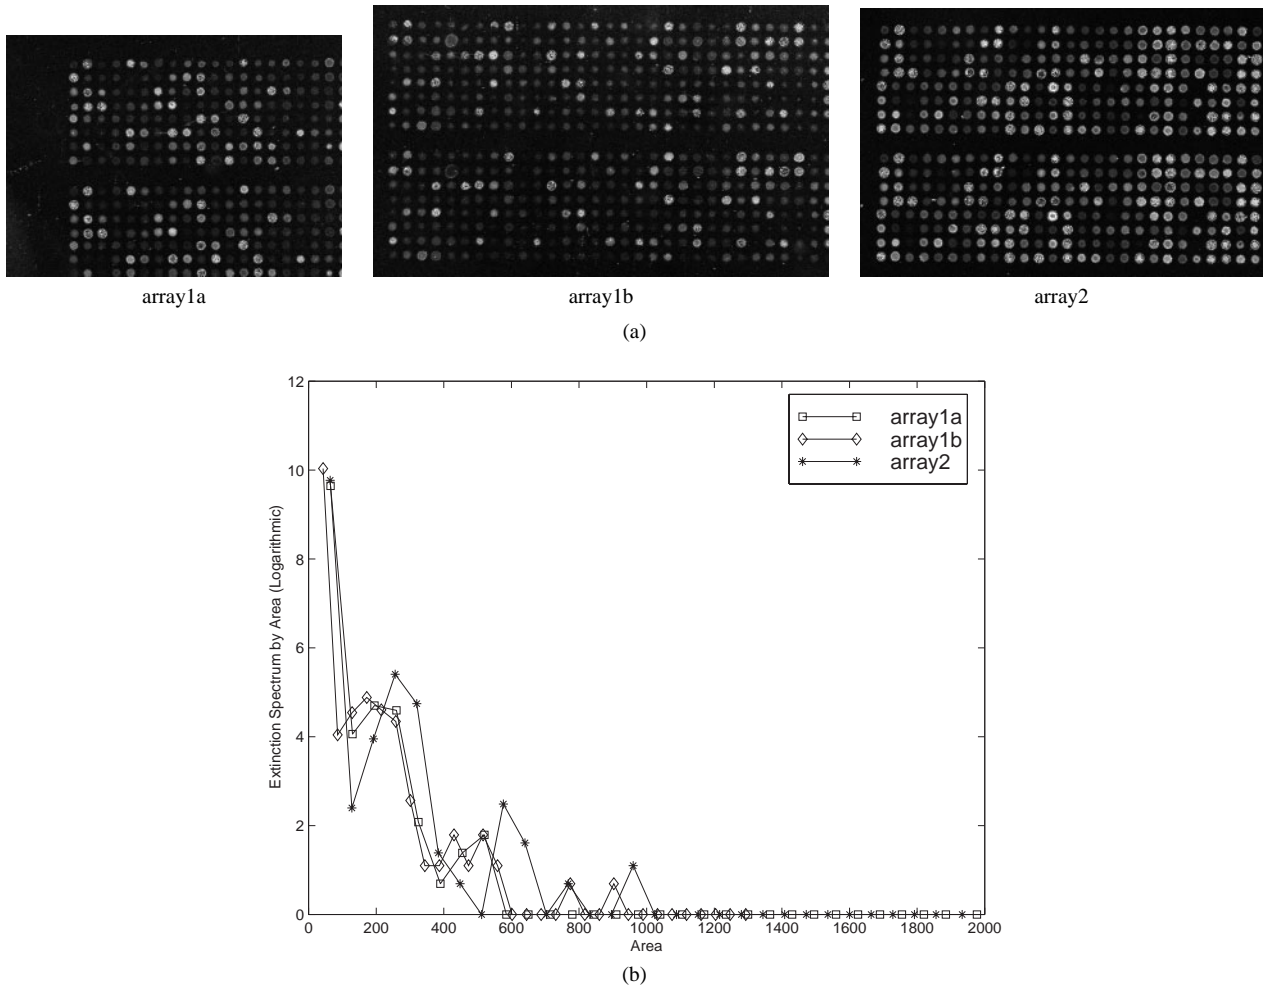 array1a array1b array2
(a)
12
10
8
6
4
2
0
Extinction Spectrum by Area (Logarithmic)
array1a
array1b
array2
0 200 400 600 800 1000 1200 1400 1600 1800 2000
Area
(b)